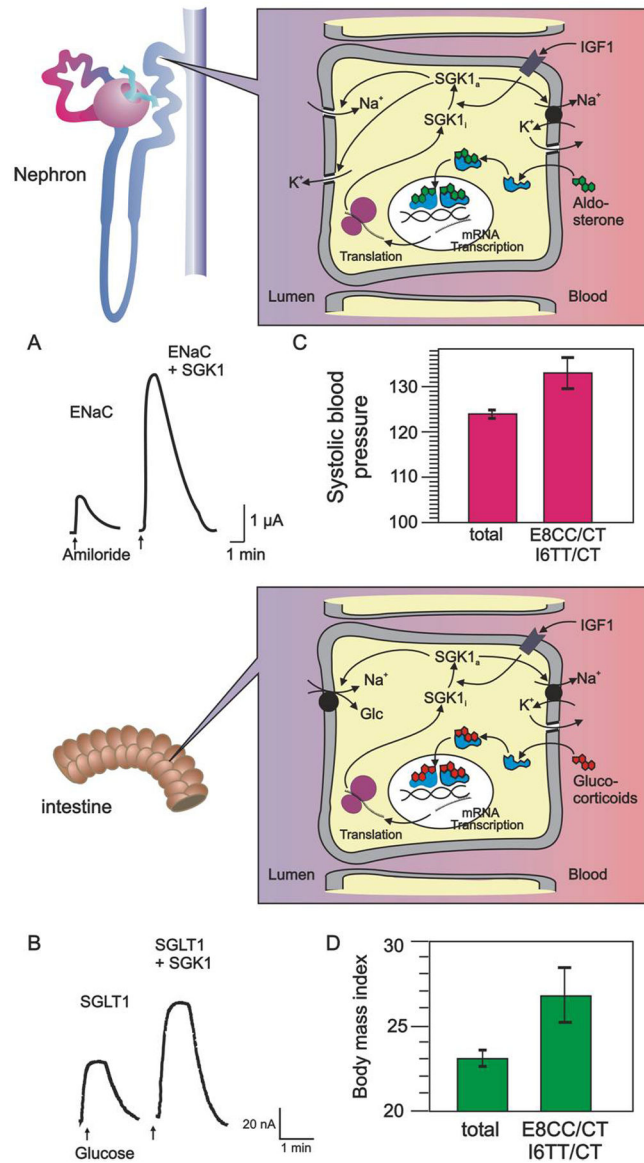 Nephron
IGF1
SGK1a
Na+
Na+
SGK1i
K+
K+
Aldo-
sterone
mRNA
Transcription
Translation
Lumen
Blood
A
ENaC
ENaC
+ SGK1
Amiloride
1 µA
1 min
C
Systolic blood
pressure
130
120
110
100
total
E8CC/CT
I6TT/CT
intestine
IGF1
SGK1a
Na+
Na+
Glc
SGK1i
K+
Gluco-
corticoids
mRNA
Transcription
Translation
Lumen
Blood
B
SGLT1
SGLT1
+ SGK1
Glucose
20 nA
1 min
D
Body mass index
30
25
23
20
total
E8CC/CT
I6TT/CT